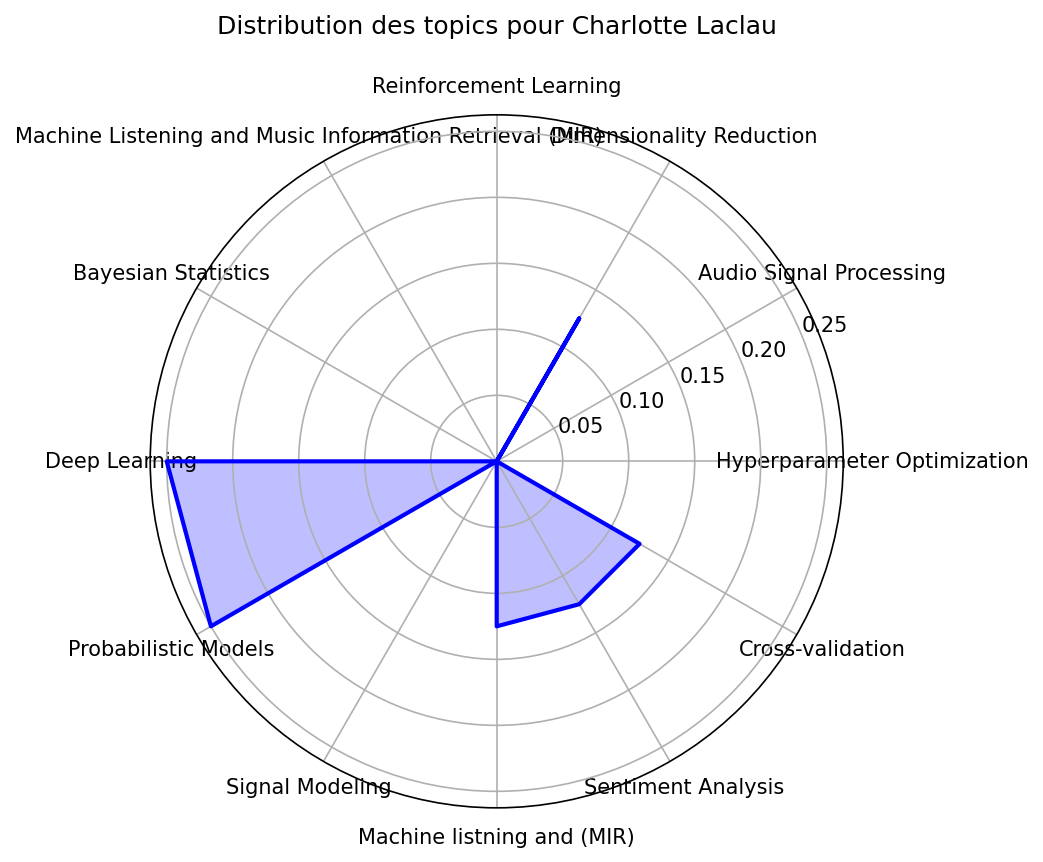 Distribution des topics pour Charlotte Laclau
Reinforcement Learning
Machine Listening and Music Information Retrieval (MIR)
Dimensionality Reduction
Bayesian Statistics
Audio Signal Processing
0.25
0.20
0.15
0.10
0.05
Deep Learning
Hyperparameter Optimization
Probabilistic Models
Cross-validation
Signal Modeling
Sentiment Analysis
Machine listning and (MIR)